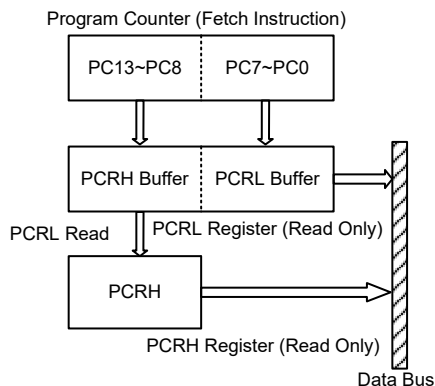 Program Counter (Fetch Instruction)
PC13~PC8
PC7~PC0
PCRH Buffer
PCRL Buffer
PCRL Read
PCRL Register (Read Only)
PCRH
PCRH Register (Read Only)
Data Bus